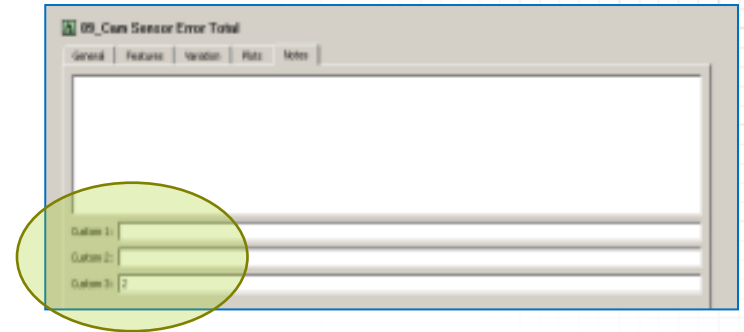 09_Cam Sensor Error Total
General Features Variation Plots Notes
Custom 1:
Custom 2:
Custom 3: 2